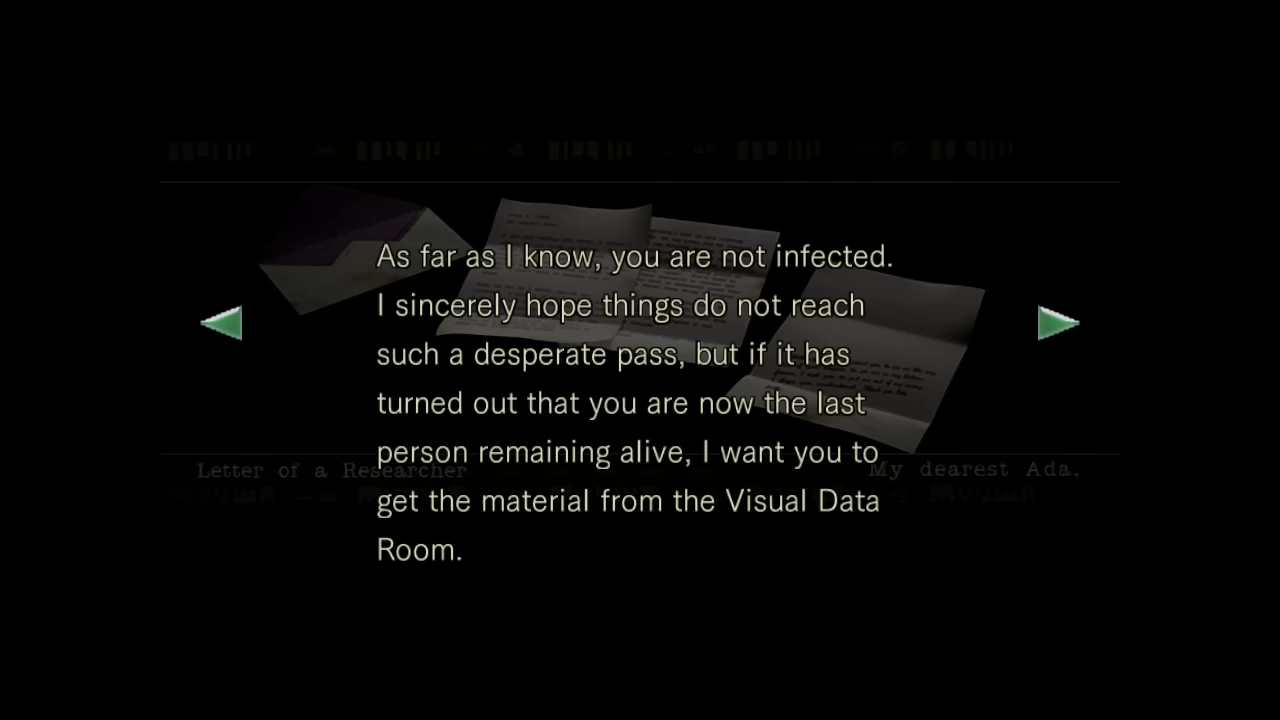 As far as I know, you are not infected.
I sincerely hope things do not reach
such a desperate pass, but if it has
turned out that you are now the last
person remaining alive, I want you to
get the material from the Visual Data
Room.
Letter of a Researcher
My dearest Ada,